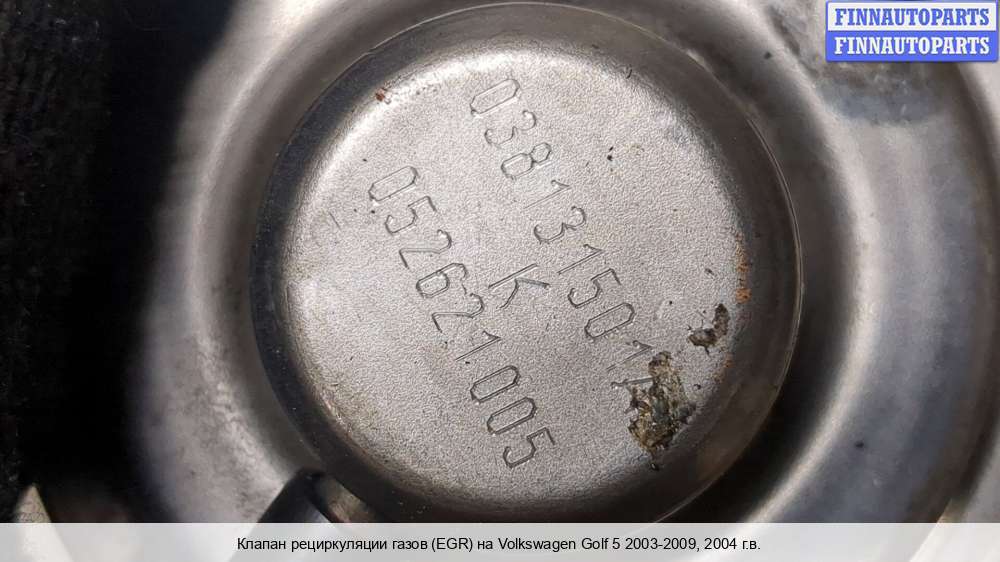 FINNAUTOPARTS
FINNAUTOPARTS
038131501
K
052621005
Клапан рециркуляции газов (EGR) на Volkswagen Golf 5 2003-2009, 2004 г.в.